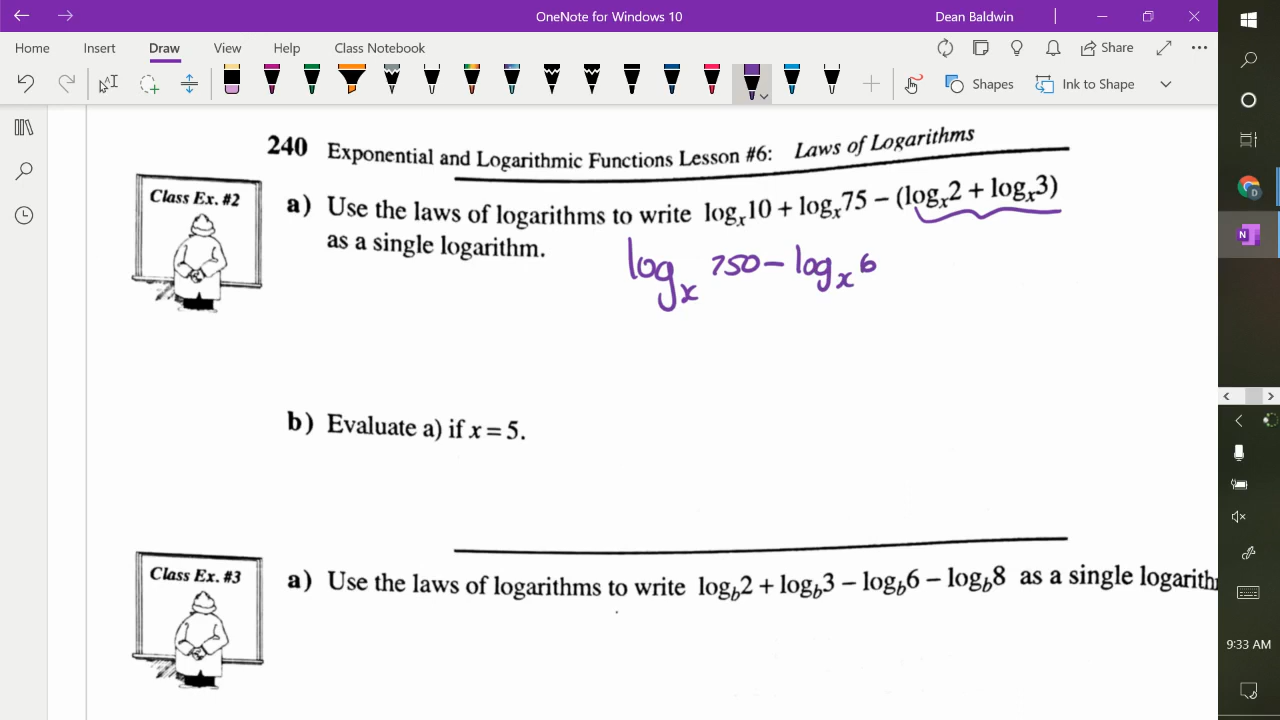 OneNote for Windows 10
Dean Baldwin
Home Insert Draw View Help Class Notebook Share
Shapes Ink to Shape
240 Exponential and Logarithmic Functions Lesson #6: Laws of Logarithms
Class Ex. #2
a) Use the laws of logarithms to write logₓ10 + logₓ75 − (logₓ2 + logₓ3)
as a single logarithm.
logₓ 750 − logₓ 6
b) Evaluate a) if x = 5.
Class Ex. #3
a) Use the laws of logarithms to write log_b2 + log_b3 − log_b6 − log_b8 as a single logarith
N
9:33 AM